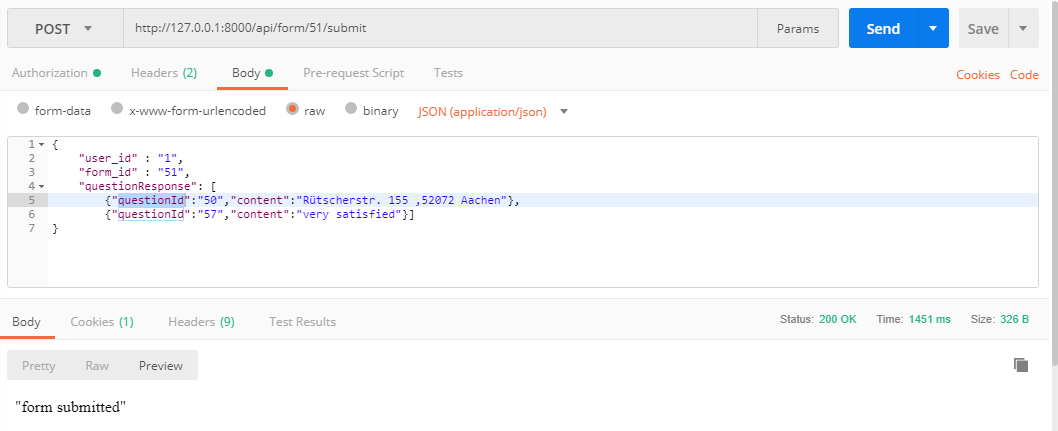 POST http://127.0.0.1:8000/api/form/51/submit Params Send Save
Authorization Headers (2) Body Pre-request Script Tests Cookies Code
form-data x-www-form-urlencoded raw binary JSON (application/json)
1 {
2 "user_id" : "1",
3 "form_id" : "51",
4 "questionResponse": [
5 {"questionId":"50","content":"Rütscherstr. 155 ,52072 Aachen"},
6 {"questionId":"57","content":"very satisfied"}]
7 }
Body Cookies (1) Headers (9) Test Results Status: 200 OK Time: 1451 ms Size: 326 B
Pretty Raw Preview
"form submitted"